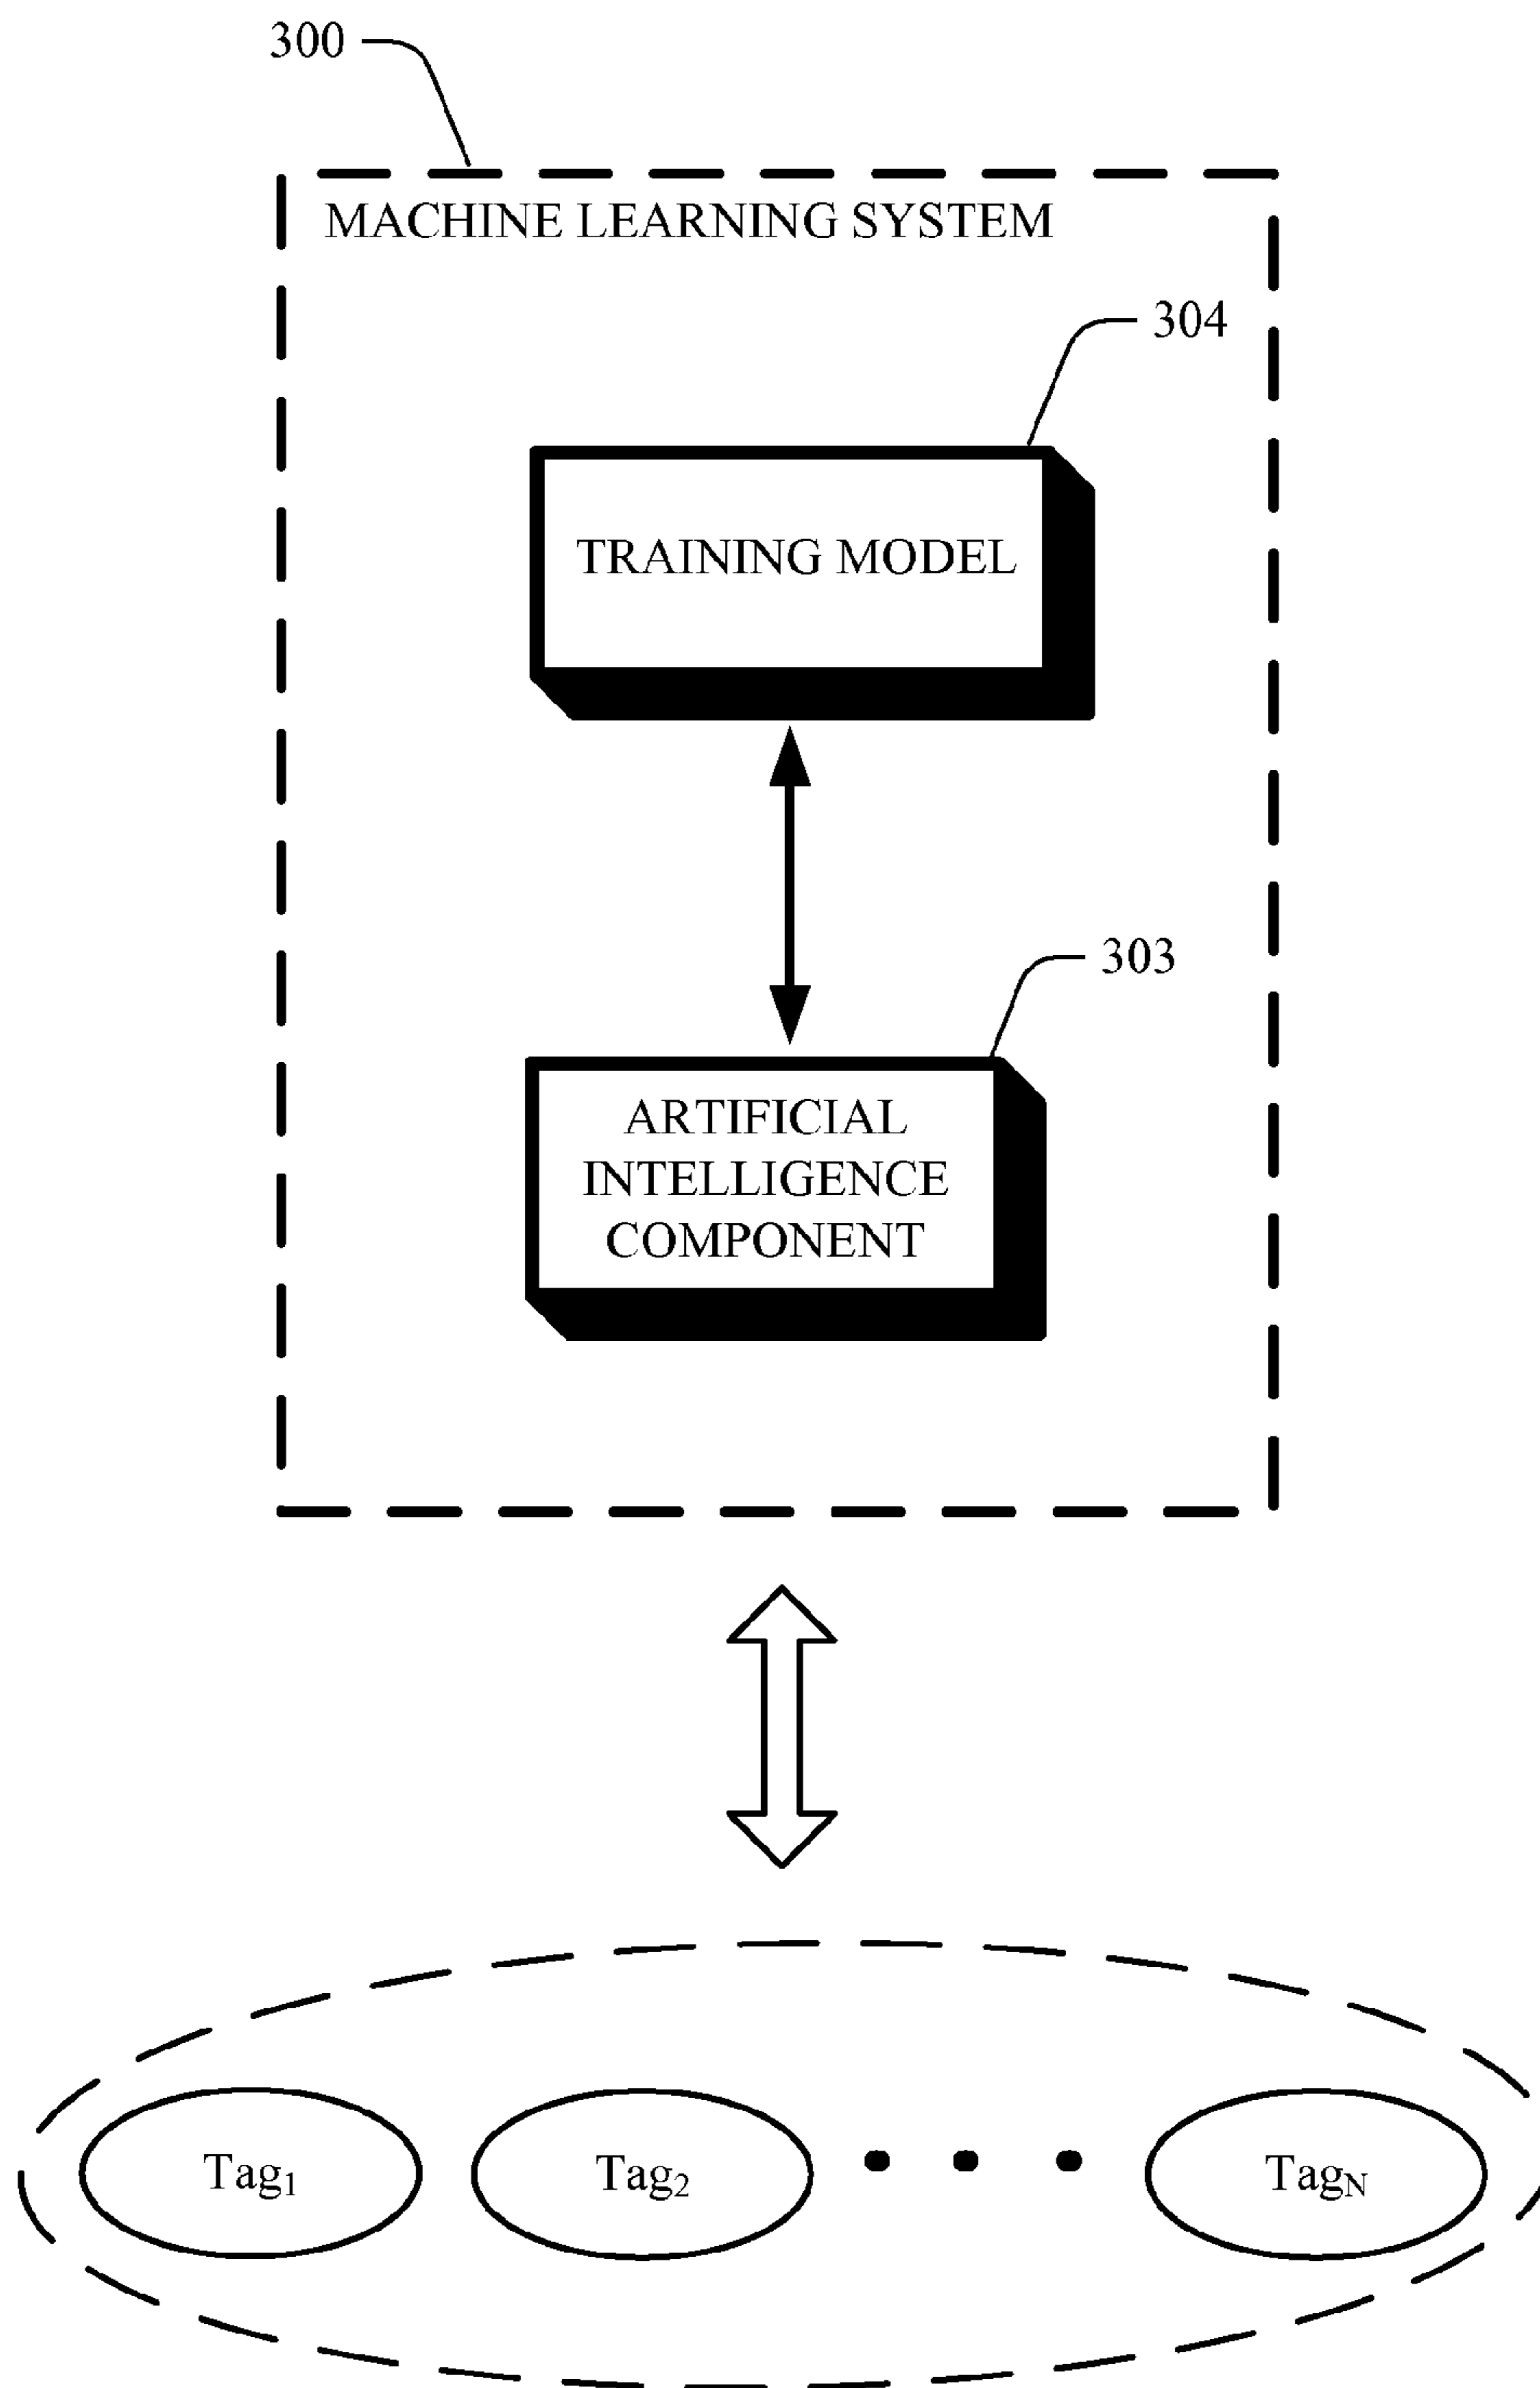 300
MACHINE LEARNING SYSTEM
304
TRAINING MODEL
303
ARTIFICIAL
INTELLIGENCE
COMPONENT
Tag1
Tag2
TagN